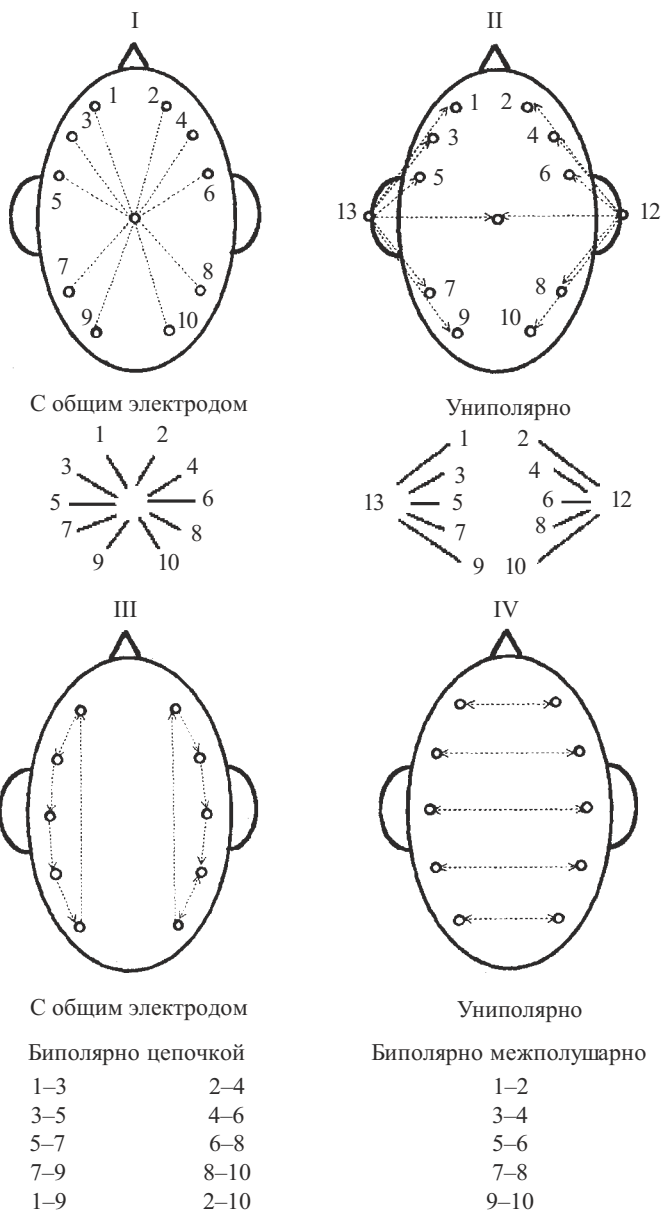 I II
1 2 1 2
3 4 3 4
5 6 5 6
13 12
7 8 7 8
9 10 9 10
С общим электродом Униполярно
1 2 1 2
3 4 3 4
5 6 13 5 6 12
7 8 7 8
9 10 9 10
III IV
С общим электродом Униполярно
Биполярно цепочкой Биполярно межполушарно
1–3 2–4 1–2
3–5 4–6 3–4
5–7 6–8 5–6
7–9 8–10 7–8
1–9 2–10 9–10